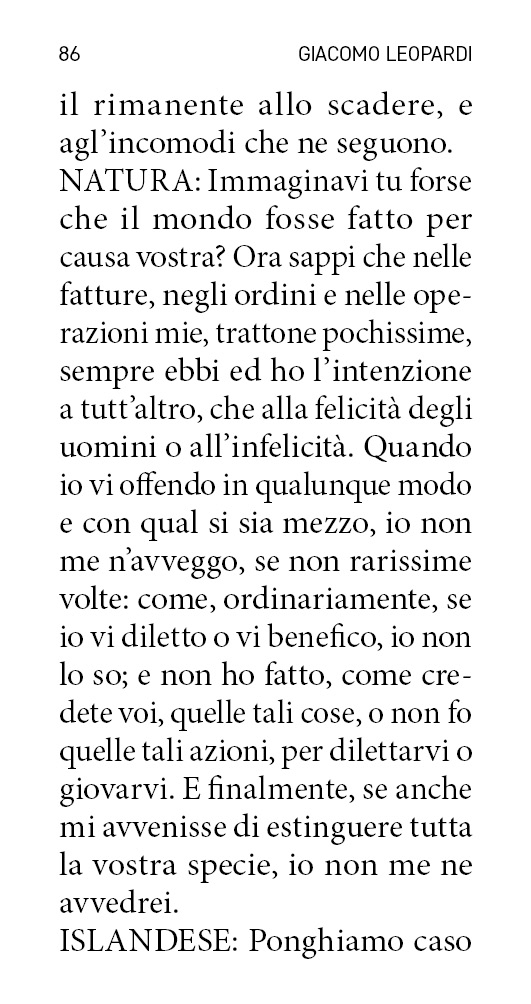 86 GIACOMO LEOPARDI
il rimanente allo scadere, e
agl’incomodi che ne seguono.
NATURA: Immaginavi tu forse
che il mondo fosse fatto per
causa vostra? Ora sappi che nelle
fatture, negli ordini e nelle ope-
razioni mie, trattone pochissime,
sempre ebbi ed ho l’intenzione
a tutt’altro, che alla felicità degli
uomini o all’infelicità. Quando
io vi offendo in qualunque modo
e con qual si sia mezzo, io non
me n’avveggo, se non rarissime
volte: come, ordinariamente, se
io vi diletto o vi benefico, io non
lo so; e non ho fatto, come cre-
dete voi, quelle tali cose, o non fo
quelle tali azioni, per dilettarvi o
giovarvi. E finalmente, se anche
mi avvenisse di estinguere tutta
la vostra specie, io non me ne
avvedrei.
ISLANDESE: Ponghiamo caso